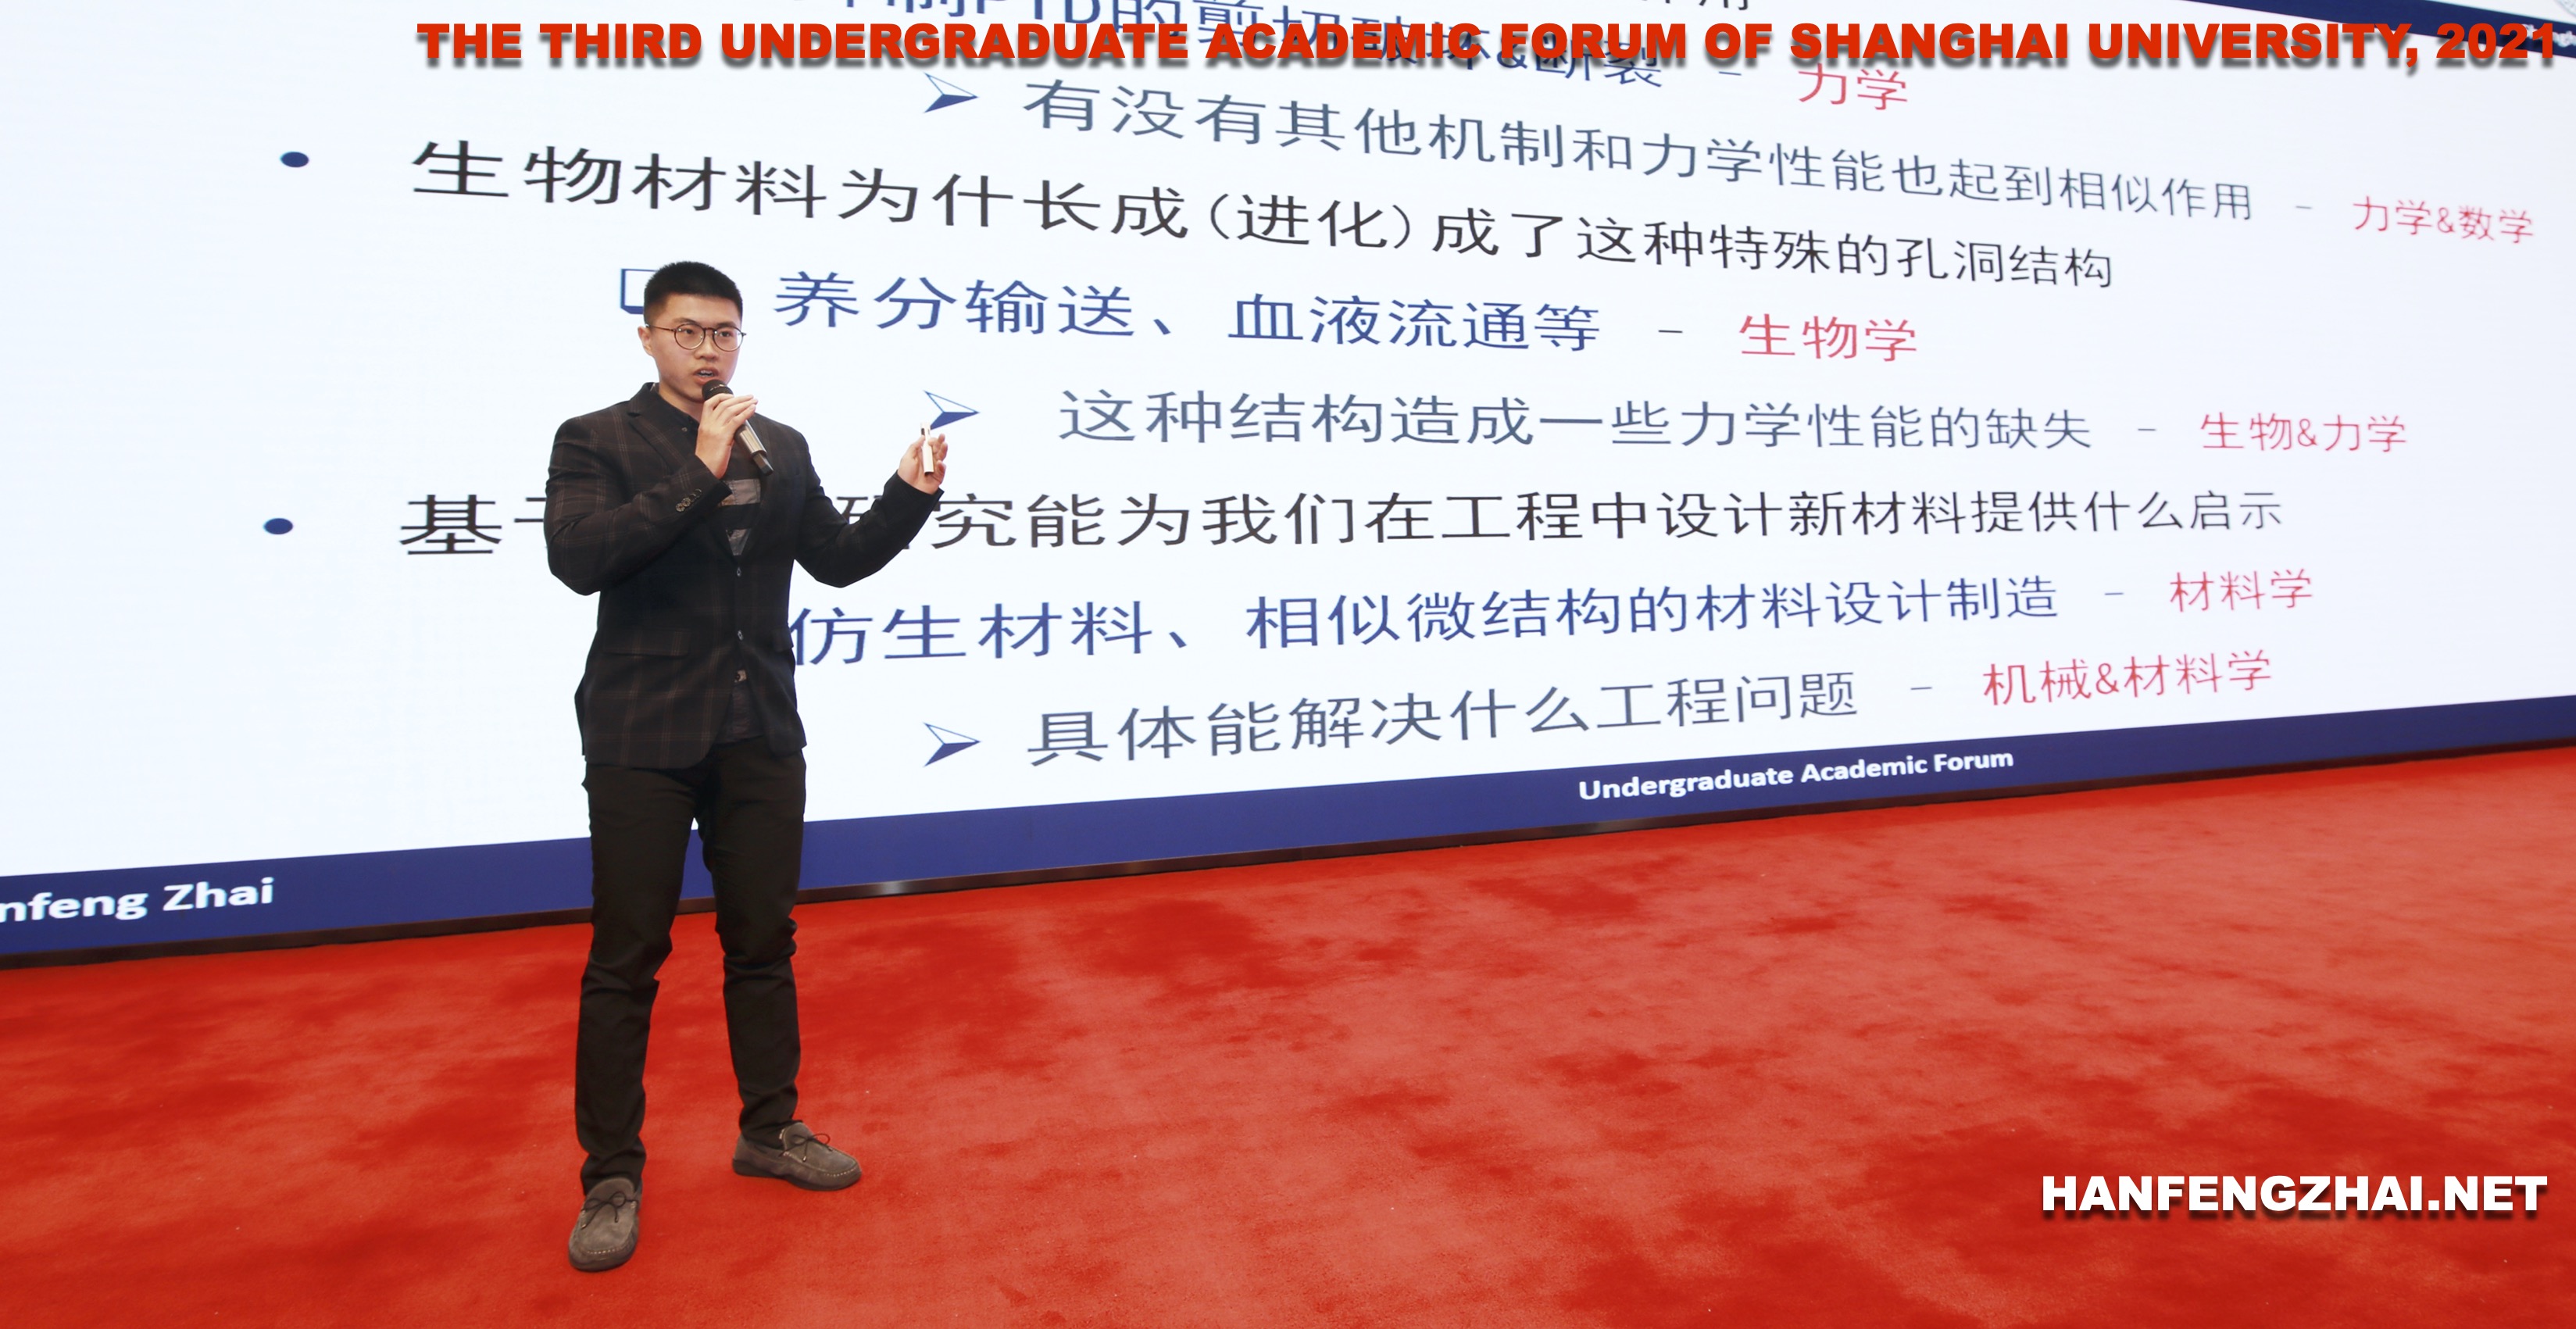 THE THIRD UNDERGRADUATE ACADEMIC FORUM OF SHANGHAI UNIVERSITY, 2021
的剪切破坏&断裂 - 力学
➢ 有没有其他机制和力学性能也起到相似作用 - 力学&数学
• 生物材料为什长成(进化)成了这种特殊的孔洞结构
养分输送、血液流通等 - 生物学
➢ 这种结构造成一些力学性能的缺失 - 生物&力学
• 基 究能为我们在工程中设计新材料提供什么启示
仿生材料、相似微结构的材料设计制造 - 材料学
➢ 具体能解决什么工程问题 - 机械&材料学
Undergraduate Academic Forum
nfeng Zhai
HANFENGZHAI.NET